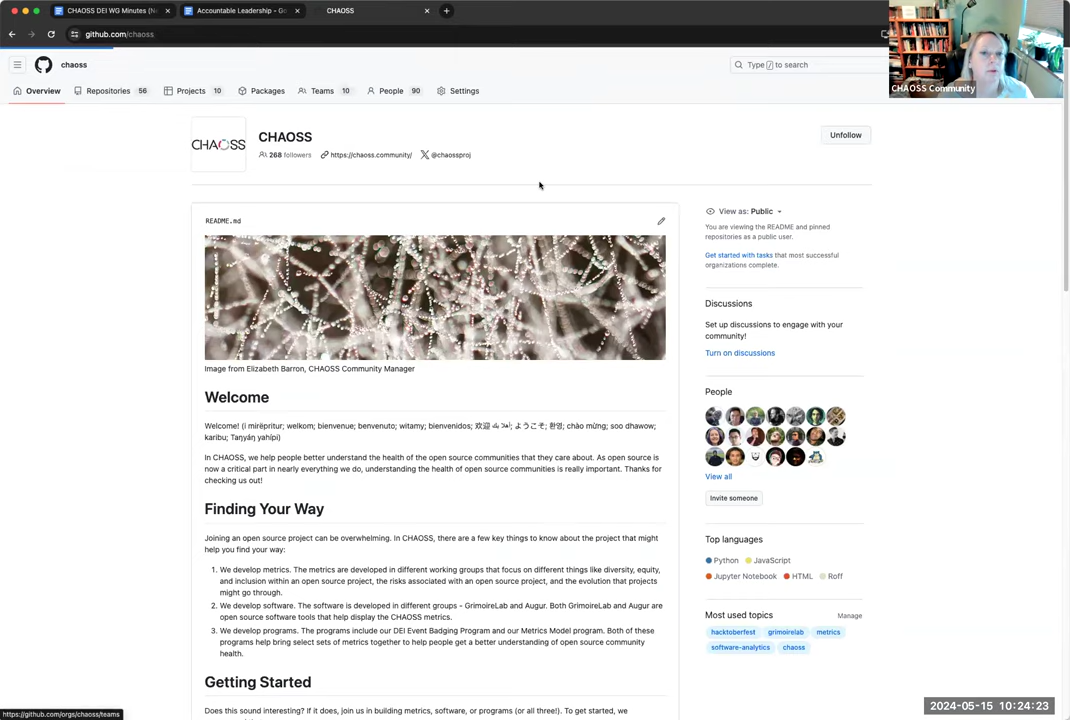 CHAOSS DEI WG Minutes (N
Accountable Leadership - Go
CHAOSS
github.com/chaoss
chaoss
Type / to search
Overview
Repositories 56
Projects 10
Packages
Teams 10
People 90
Settings
CHAOSS Community
CHAOSS
CHAOSS
268 followers
https://chaoss.community/
@chaossproj
Unfollow
README.md
Image from Elizabeth Barron, CHAOSS Community Manager
Welcome
Welcome! (i mirëpritur; welkom; bienvenue; benvenuto; witamy; bienvenidos; 欢迎 أهلا بك; ようこそ; 환영; chào mừng; soo dhawow;
karibu; Taŋyáŋ yahípi)
In CHAOSS, we help people better understand the health of the open source communities that they care about. As open source is
now a critical part in nearly everything we do, understanding the health of open source communities is really important. Thanks for
checking us out!
Finding Your Way
Joining an open source project can be overwhelming. In CHAOSS, there are a few key things to know about the project that might
help you find your way:
1. We develop metrics. The metrics are developed in different working groups that focus on different things like diversity, equity,
and inclusion within an open source project, the risks associated with an open source project, and the evolution that projects
might go through.
2. We develop software. The software is developed in different groups - GrimoireLab and Augur. Both GrimoireLab and Augur are
open source software tools that help display the CHAOSS metrics.
3. We develop programs. The programs include our DEI Event Badging Program and our Metrics Model program. Both of these
programs help bring select sets of metrics together to help people get a better understanding of open source community
health.
Getting Started
Does this sound interesting? If it does, join us in building metrics, software, or programs (or all three!). To get started, we
View as: Public
You are viewing the README and pinned
repositories as a public user.
Get started with tasks that most successful
organizations complete.
Discussions
Set up discussions to engage with your
community!
Turn on discussions
People
View all
Invite someone
Top languages
Python
JavaScript
Jupyter Notebook
HTML
Roff
Most used topics
Manage
hacktoberfest
grimoirelab
metrics
software-analytics
chaoss
https://github.com/orgs/chaoss/teams
2024-05-15 10:24:23